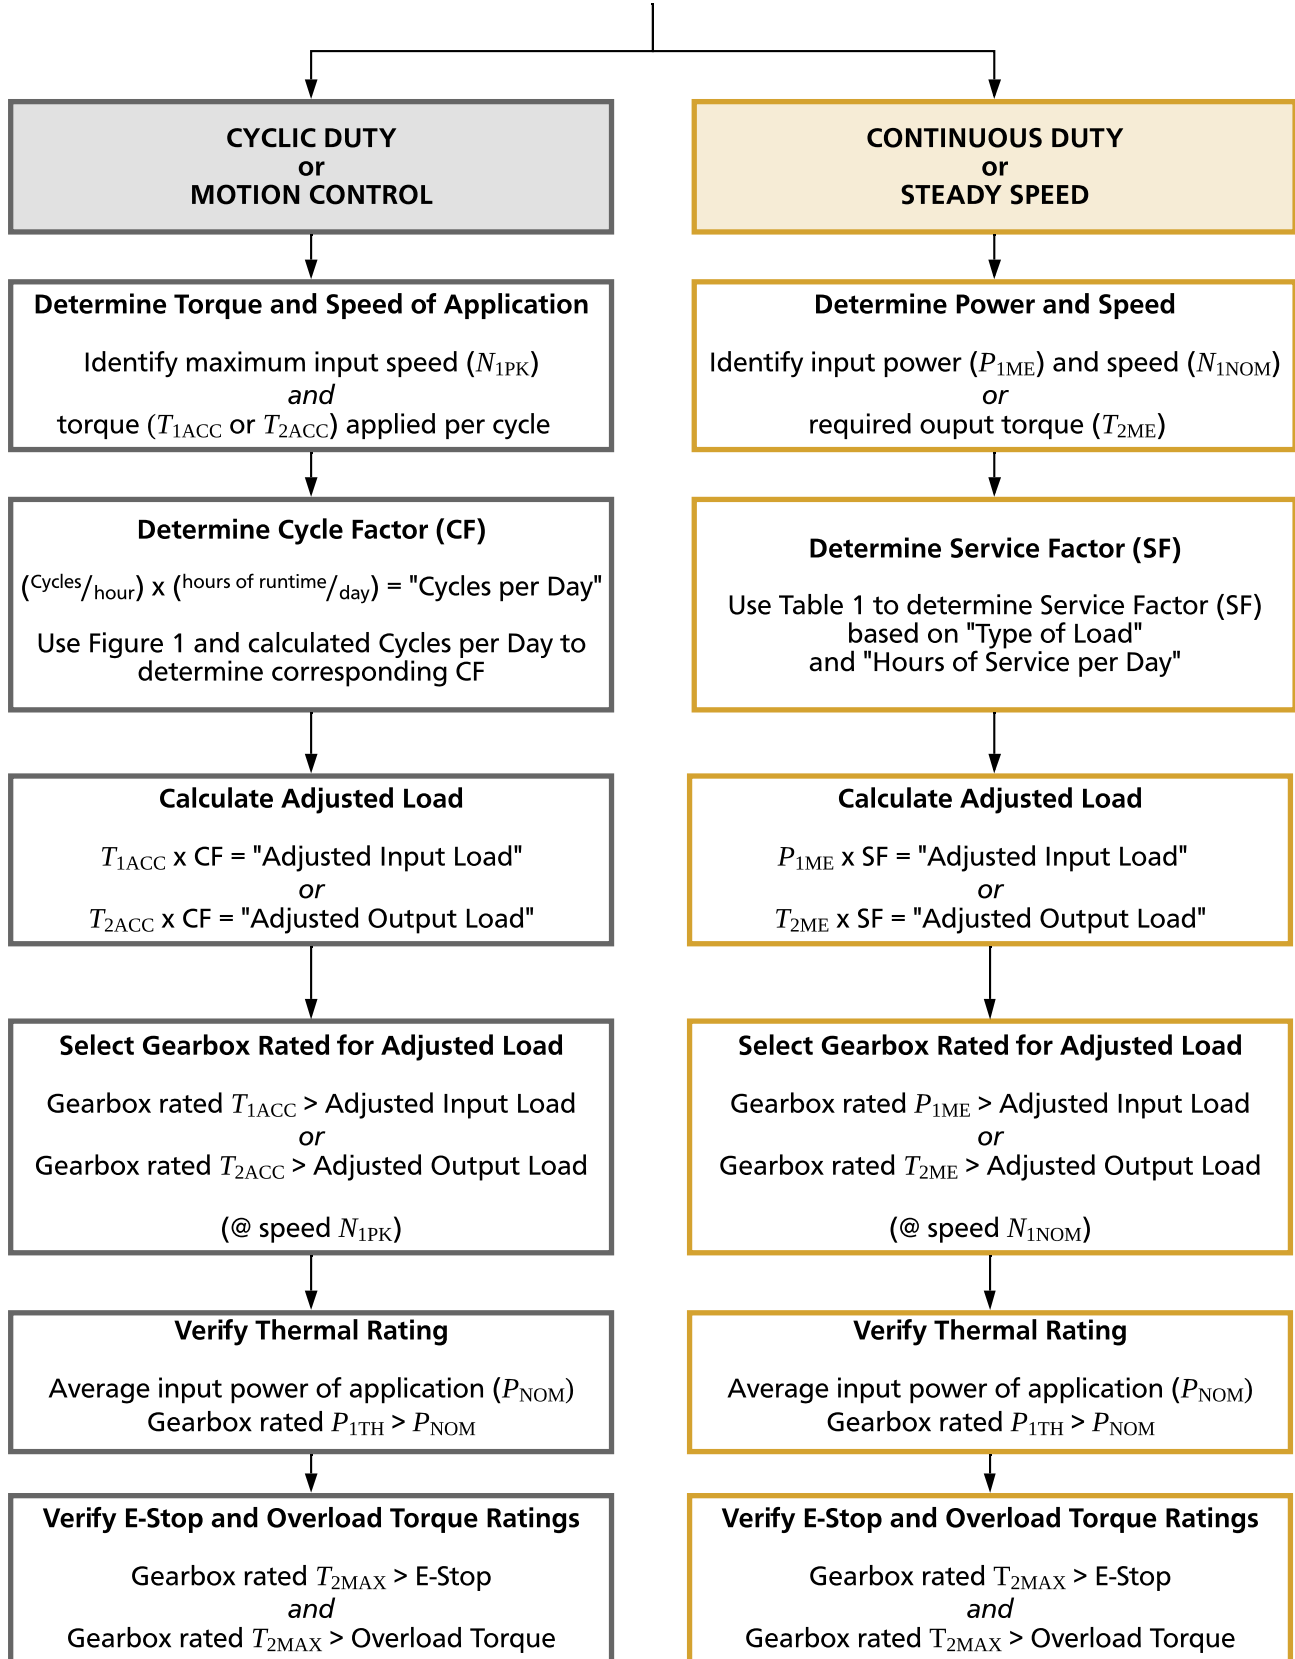 CYCLIC DUTY
or
MOTION CONTROL
Determine Torque and Speed of Application
Identify maximum input speed (N1PK)
and
torque (T1ACC or T2ACC) applied per cycle
Determine Cycle Factor (CF)
(Cycles/hour) x (hours of runtime/day) = "Cycles per Day"
Use Figure 1 and calculated Cycles per Day to
determine corresponding CF
Calculate Adjusted Load
T1ACC x CF = "Adjusted Input Load"
or
T2ACC x CF = "Adjusted Output Load"
Select Gearbox Rated for Adjusted Load
Gearbox rated T1ACC > Adjusted Input Load
or
Gearbox rated T2ACC > Adjusted Output Load
(@ speed N1PK)
Verify Thermal Rating
Average input power of application (PNOM)
Gearbox rated P1TH > PNOM
Verify E-Stop and Overload Torque Ratings
Gearbox rated T2MAX > E-Stop
and
Gearbox rated T2MAX > Overload Torque
CONTINUOUS DUTY
or
STEADY SPEED
Determine Power and Speed
Identify input power (P1ME) and speed (N1NOM)
or
required ouput torque (T2ME)
Determine Service Factor (SF)
Use Table 1 to determine Service Factor (SF)
based on "Type of Load"
and "Hours of Service per Day"
Calculate Adjusted Load
P1ME x SF = "Adjusted Input Load"
or
T2ME x SF = "Adjusted Output Load"
Select Gearbox Rated for Adjusted Load
Gearbox rated P1ME > Adjusted Input Load
or
Gearbox rated T2ME > Adjusted Output Load
(@ speed N1NOM)
Verify Thermal Rating
Average input power of application (PNOM)
Gearbox rated P1TH > PNOM
Verify E-Stop and Overload Torque Ratings
Gearbox rated T2MAX > E-Stop
and
Gearbox rated T2MAX > Overload Torque